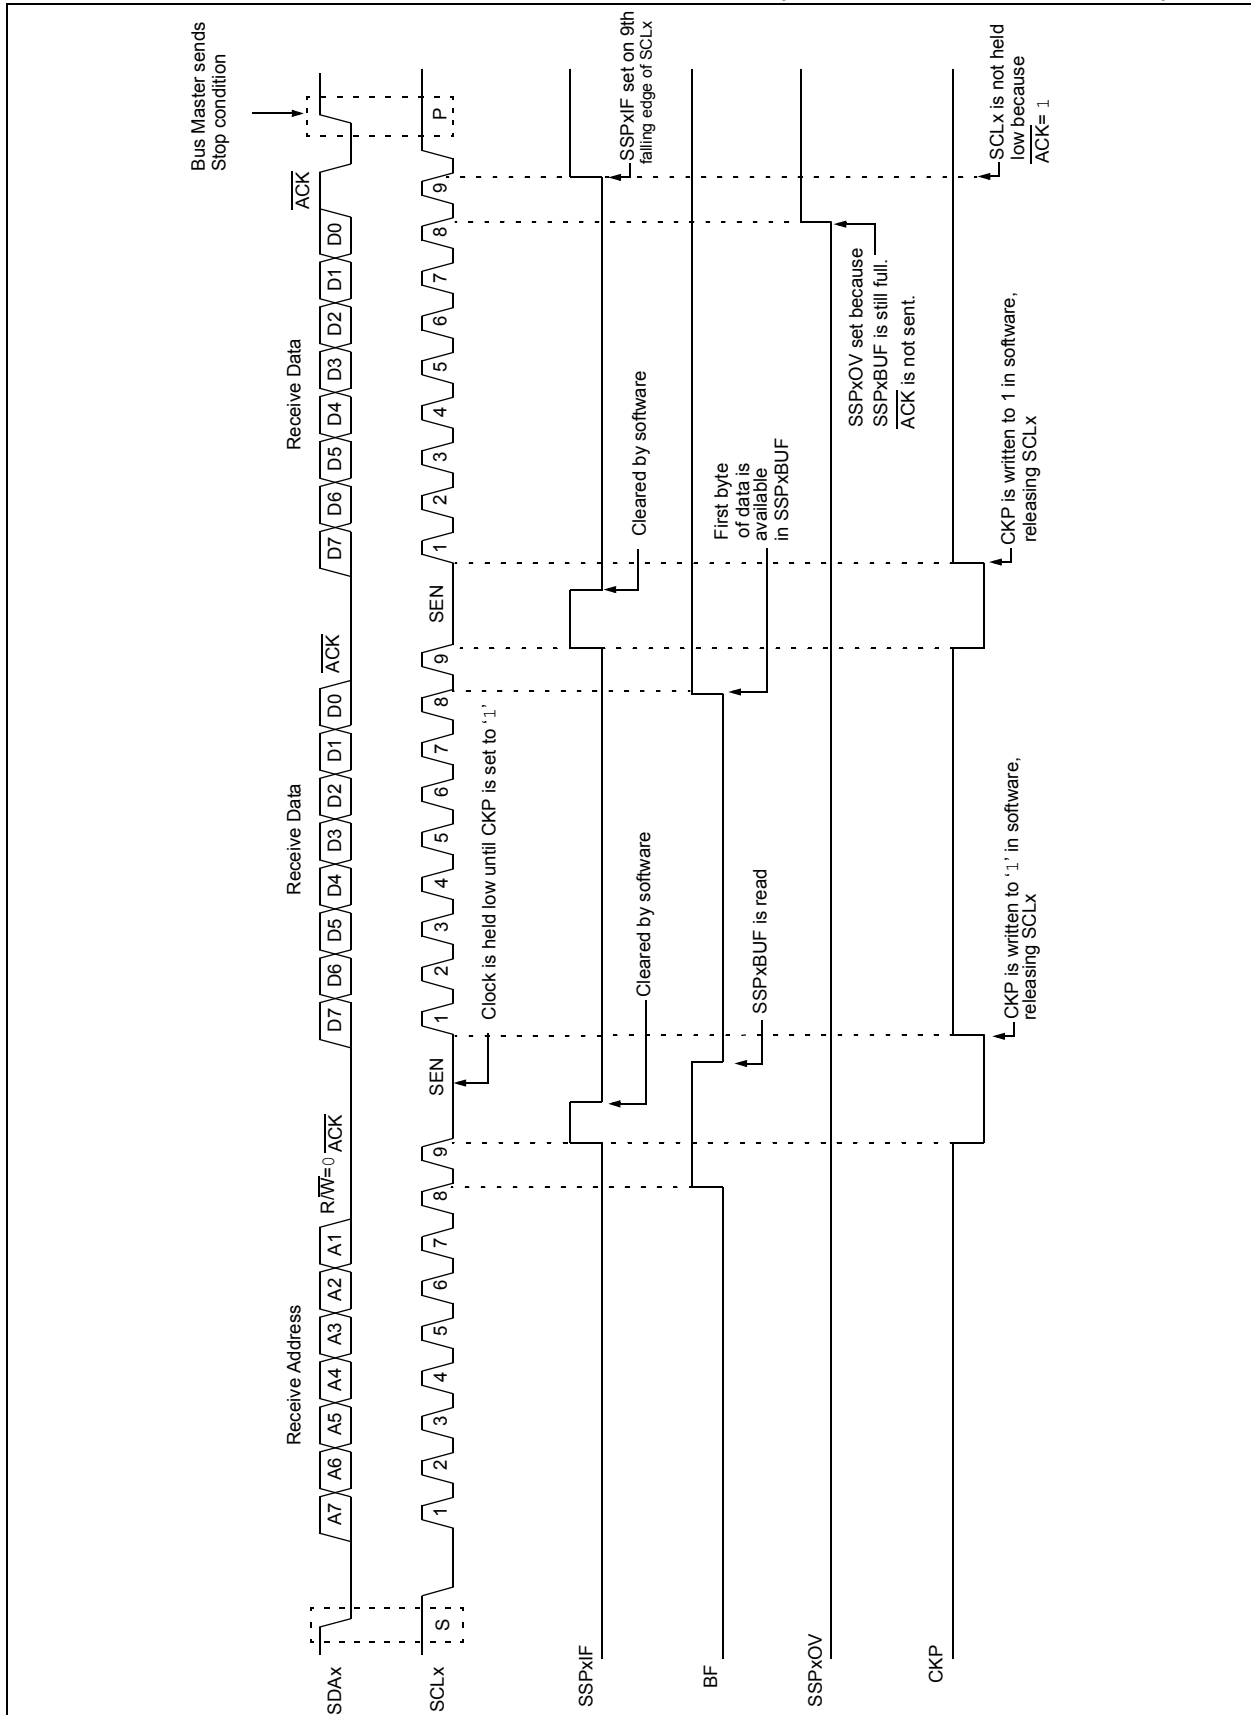 Bus Master sends
Stop condition
Receive Address
Receive Data
Receive Data
SDAx
A7 A6 A5 A4 A3 A2 A1
R/W=0 ACK
D7 D6 D5 D4 D3 D2 D1 D0
ACK
D7 D6 D5 D4 D3 D2 D1 D0
ACK
SCLx
S 1 2 3 4 5 6 7 8 9 SEN 1 2 3 4 5 6 7 8 9 SEN 1 2 3 4 5 6 7 8 9 P
Clock is held low until CKP is set to ‘1’
SSPxIF
Cleared by software
Cleared by software
SSPxIF set on 9th
falling edge of SCLx
BF
SSPxBUF is read
First byte
of data is
available
in SSPxBUF
SSPxOV
SSPxOV set because
SSPxBUF is still full.
ACK is not sent.
CKP
CKP is written to ‘1’ in software,
releasing SCLx
CKP is written to 1 in software,
releasing SCLx
SCLx is not held
low because
ACK= 1